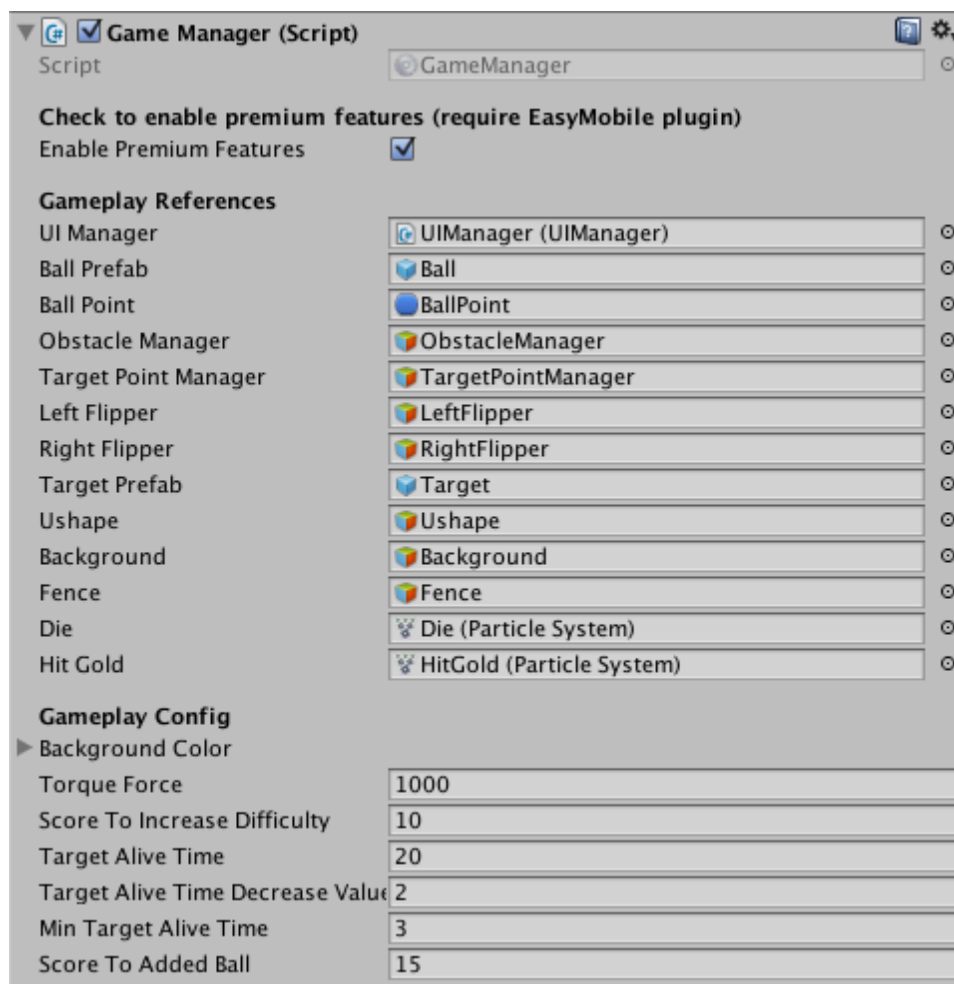 Game Manager (Script)
Script GameManager
Check to enable premium features (require EasyMobile plugin)
Enable Premium Features
Gameplay References
UI Manager UIManager (UIManager)
Ball Prefab Ball
Ball Point BallPoint
Obstacle Manager ObstacleManager
Target Point Manager TargetPointManager
Left Flipper LeftFlipper
Right Flipper RightFlipper
Target Prefab Target
Ushape Ushape
Background Background
Fence Fence
Die Die (Particle System)
Hit Gold HitGold (Particle System)
Gameplay Config
Background Color
Torque Force 1000
Score To Increase Difficulty 10
Target Alive Time 20
Target Alive Time Decrease Value 2
Min Target Alive Time 3
Score To Added Ball 15